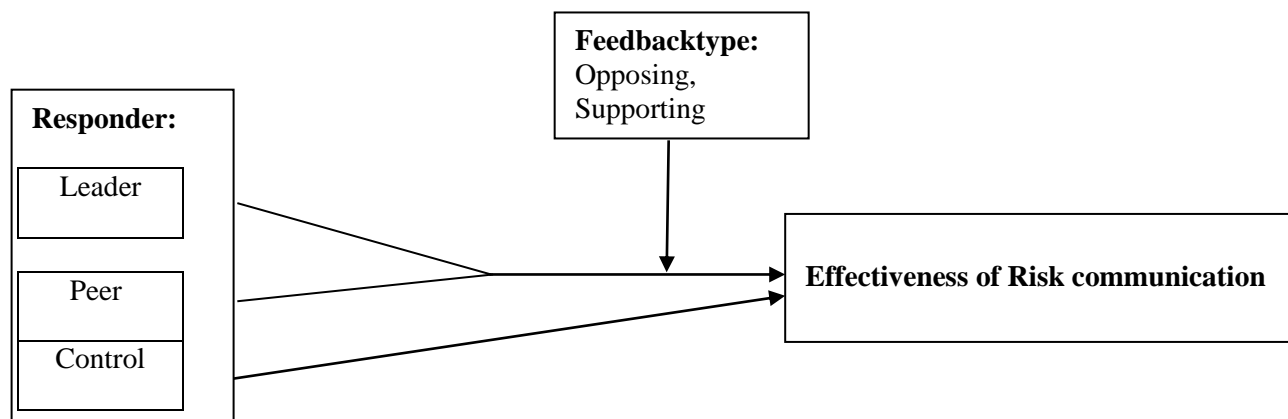 Feedbacktype:
Opposing,
Supporting
Responder:
Leader
Peer
Control
Effectiveness of Risk communication